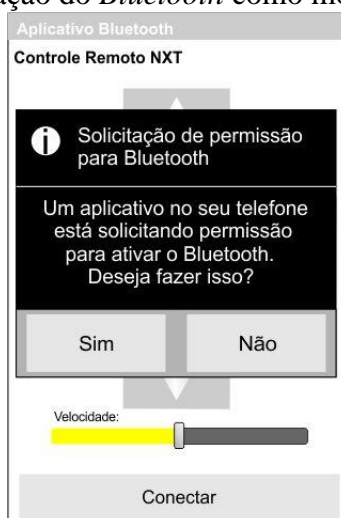 ação do Bluetooth como
Aplicativo Bluetooth
Controle Remoto NXT
Solicitação de permissão
para Bluetooth
Um aplicativo no seu telefone
está solicitando permissão
para ativar o Bluetooth.
Deseja fazer isso?
Sim Não
Velocidade:
Conectar